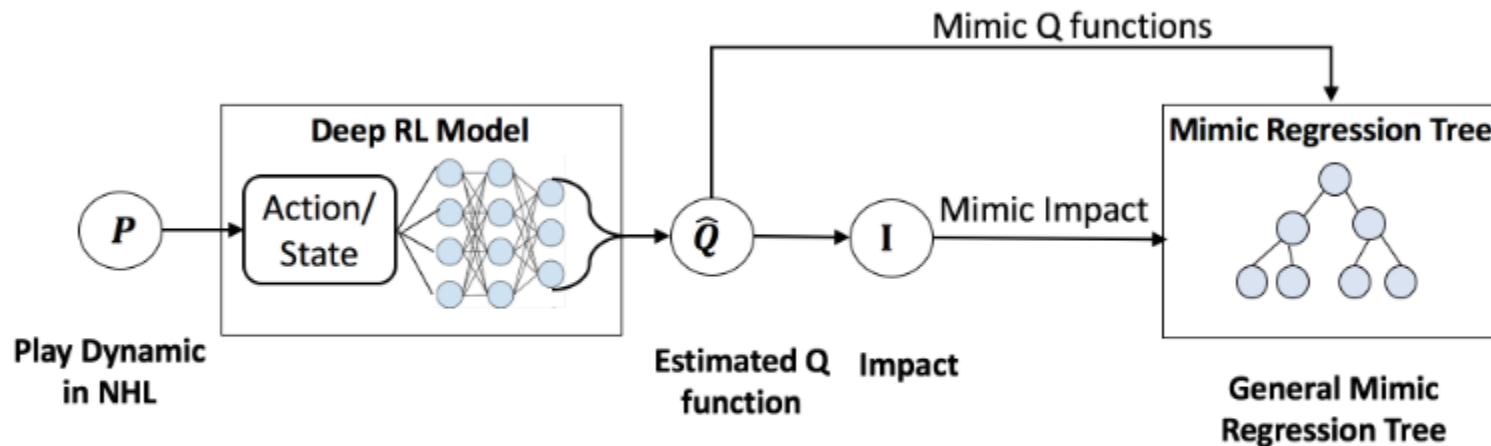 Mimic Q functions
Deep RL Model
Mimic Regression Tree
P
Action/
State
Q̂
I
Mimic Impact
Play Dynamic
in NHL
Estimated Q
function
Impact
General Mimic
Regression Tree